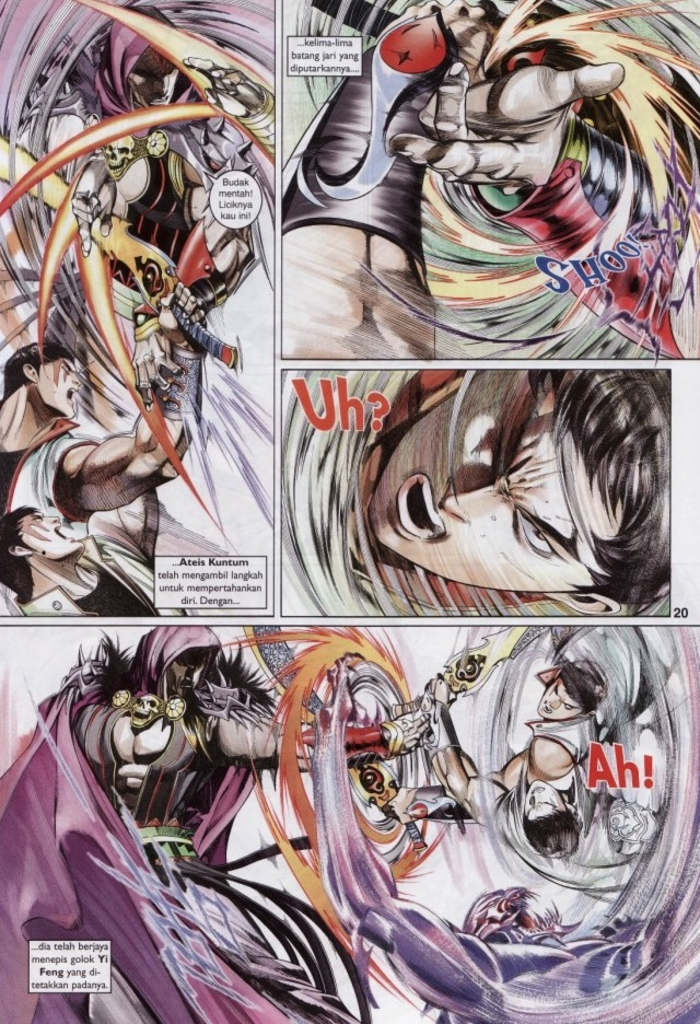 Budak
mentah!
Liciknya
kau ini!
...Ateis Kuntum
telah mengambil langkah
untuk mempertahankan
diri. Dengan...
...kelima-lima
batang jari yang
diputarkannya....
SHOO
Uh?
20
Ah!
...dia telah berjaya
menepis golok Yi
Feng yang di-
tetakkan padanya.